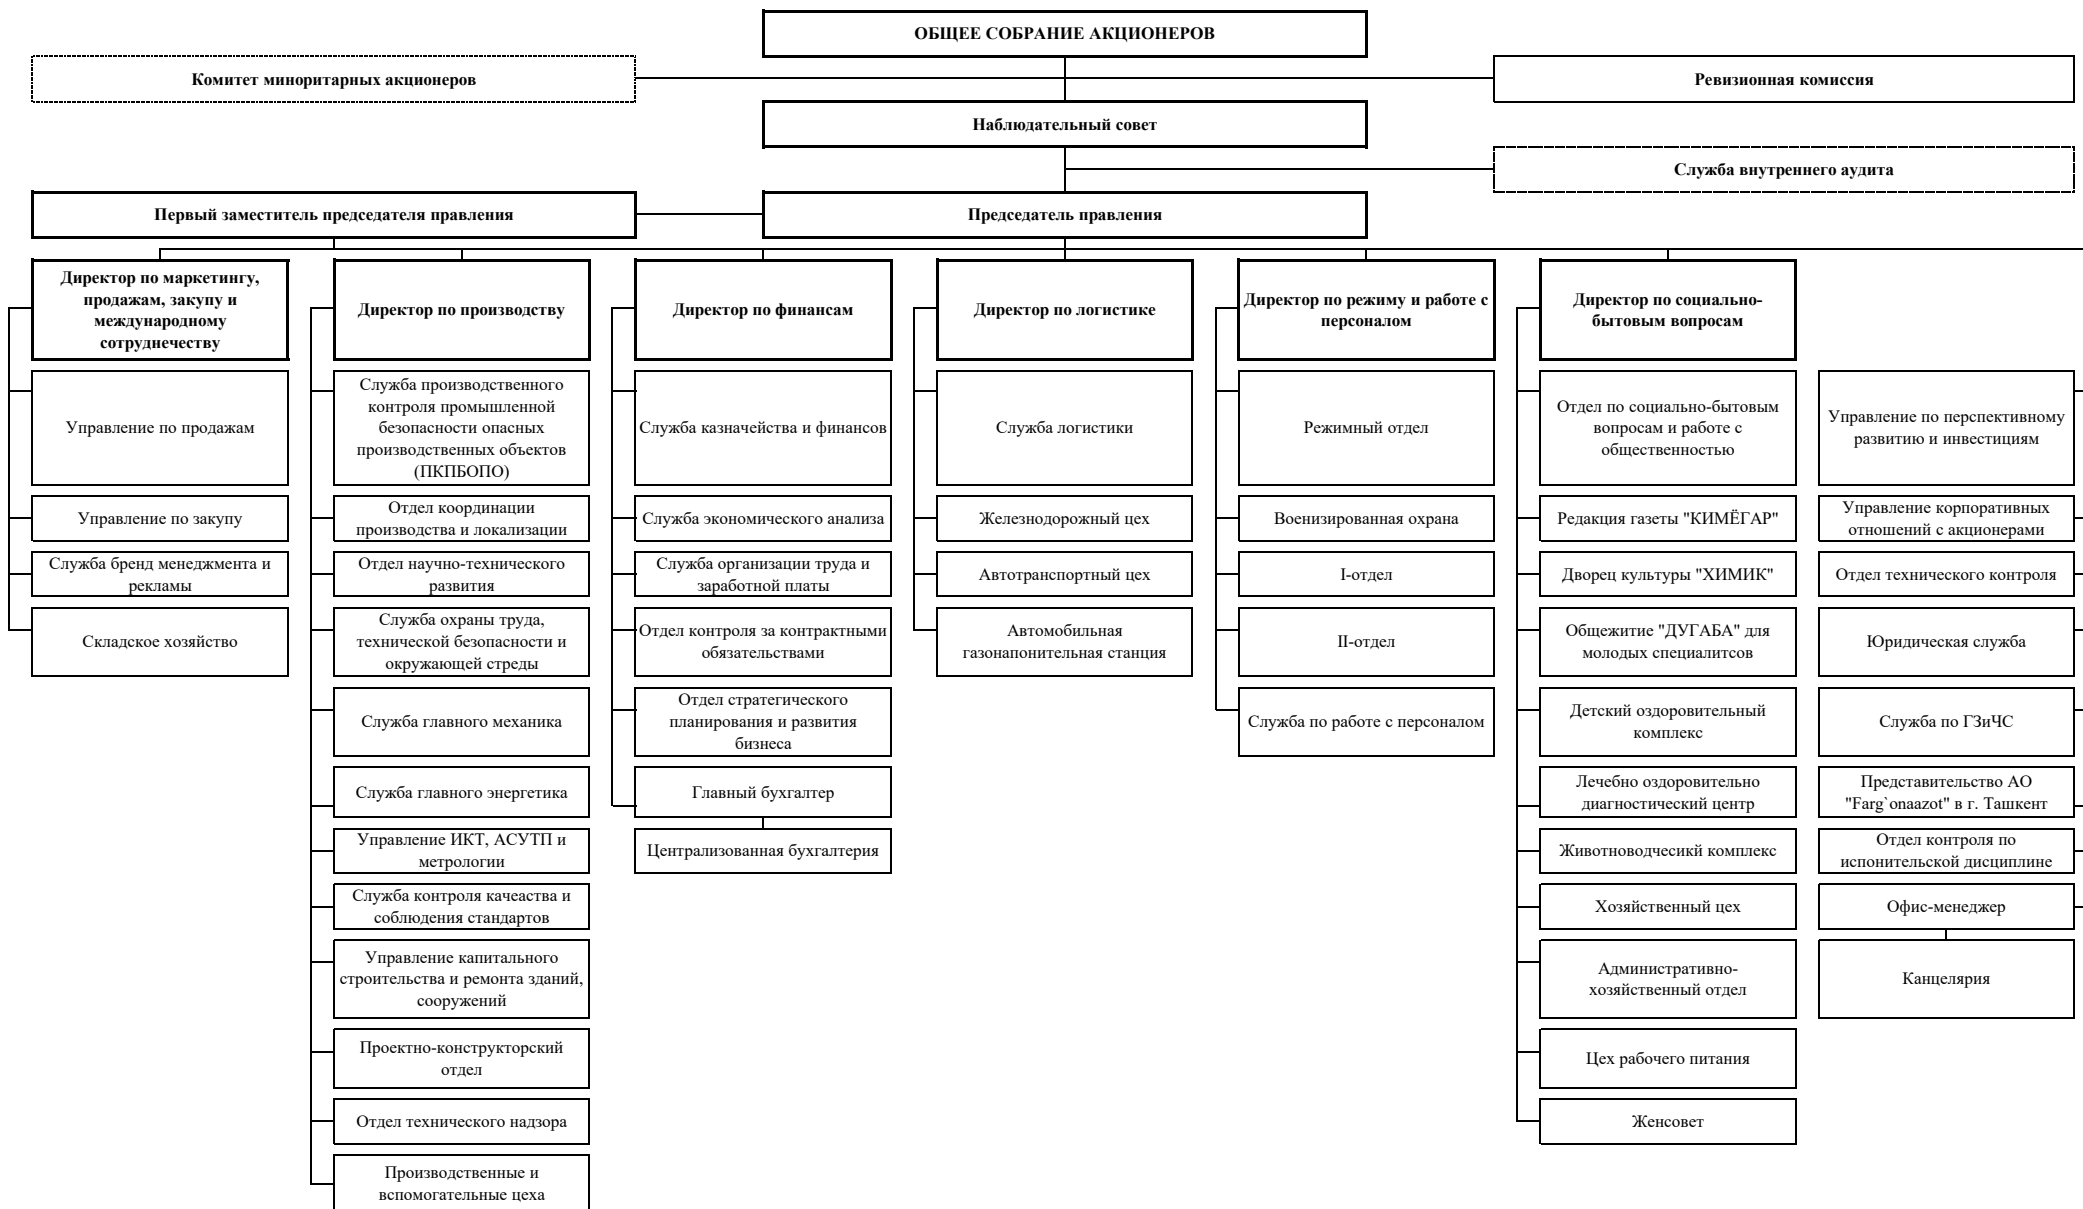 ОБЩЕЕ СОБРАНИЕ АКЦИОНЕРОВ
Комитет миноритарных акционеров
Ревизионная комиссия
Наблюдательный совет
Служба внутреннего аудита
Первый заместитель председателя правления
Председатель правления
Директор по маркетингу,
продажам, закупу и
международному
сотруднечеству
Управление по продажам
Управление по закупу
Служба бренд менеджмента и
рекламы
Складское хозяйство
Директор по производству
Служба производственного
контроля промышленной
безопасности опасных
производственных объектов
(ПКПБОПО)
Отдел координации
производства и локализации
Отдел научно-технического
развития
Служба охраны труда,
технической безопасности и
окружающей стреды
Служба главного механика
Служба главного энергетика
Управление ИКТ, АСУТП и
метрологии
Служба контроля качеаства и
соблюдения стандартов
Управление капитального
строительства и ремонта зданий,
сооружений
Проектно-конструкторский
отдел
Отдел технического надзора
Производственные и
вспомогательные цеха
Директор по финансам
Служба казначейства и финансов
Служба экономического анализа
Служба организации труда и
заработной платы
Отдел контроля за контрактными
обязательствами
Отдел стратегического
планирования и развития
бизнеса
Главный бухгалтер
Централизованная бухгалтерия
Директор по логистике
Служба логистики
Железнодорожный цех
Автотранспортный цех
Автомобильная
газонапонительная станция
Директор по режиму и работе с
персоналом
Режимный отдел
Военизированная охрана
I-отдел
II-отдел
Служба по работе с персоналом
Директор по социально-
бытовым вопросам
Отдел по социально-бытовым
вопросам и работе с
общественностью
Редакция газеты "КИМЁГАР"
Дворец культуры "ХИМИК"
Общежитие "ДУГАБА" для
молодых специалитсов
Детский оздоровительный
комплекс
Лечебно оздоровительно
диагностический центр
Животноводчесикй комплекс
Хозяйственный цех
Административно-
хозяйственный отдел
Цех рабочего питания
Женсовет
Управление по перспективному
развитию и инвестициям
Управление корпоративных
отношений с акционерами
Отдел технического контроля
Юридическая служба
Служба по ГЗиЧС
Представительство АО
"Farg`onaazot" в г. Ташкент
Отдел контроля по
испонительской дисциплине
Офис-менеджер
Канцелярия